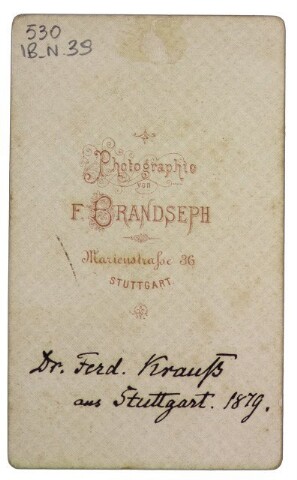 530
IB_N_39
Photographie
VON
F. BRANDSEPH
Marienstraſse 36
STUTTGART
Dr. Ferd. Krauß
aus Stuttgart. 1879.